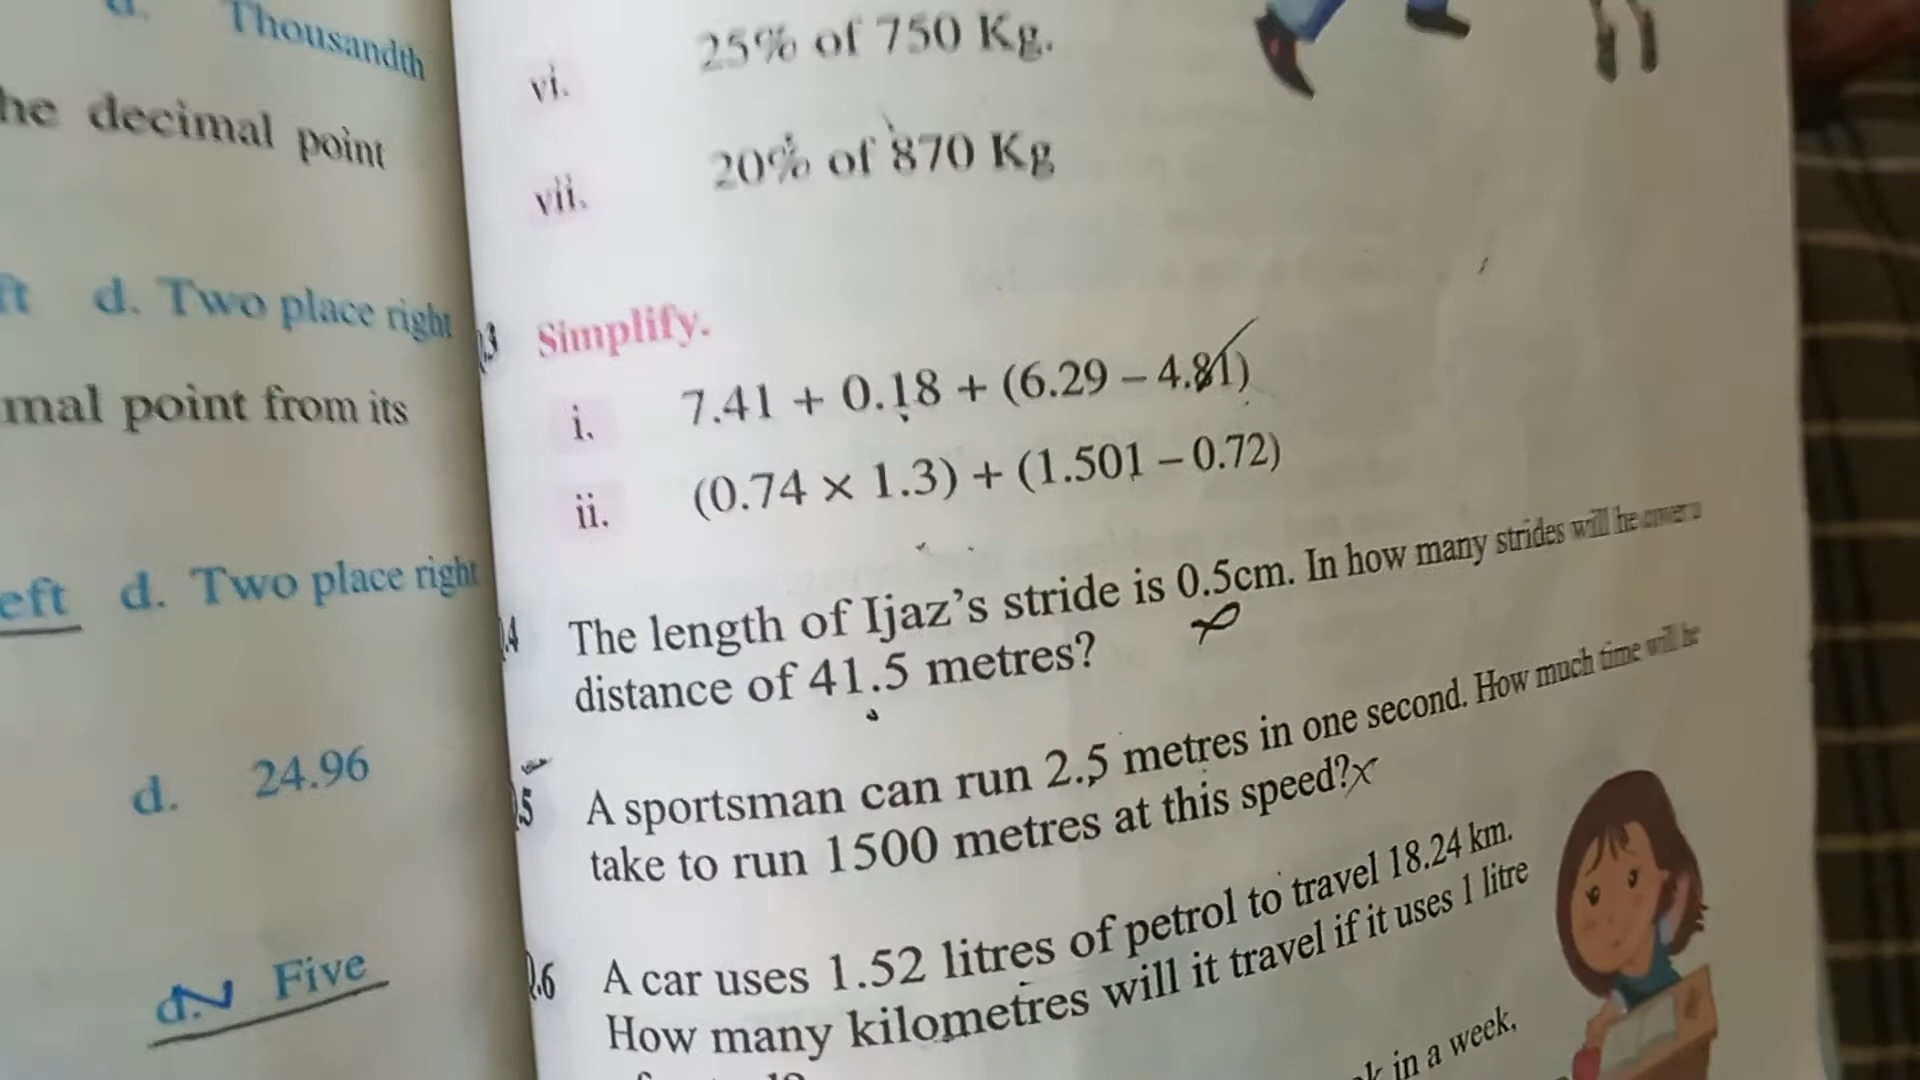 d. Thousandth
he decimal point
ft d. Two place right
mal point from its
eft d. Two place right
d. 24.96
d. Five
vi. 25% of 750 Kg.
vii. 20% of 870 Kg
.3 Simplify.
i. 7.41 + 0.18 + (6.29 – 4.81)
ii. (0.74 × 1.3) + (1.501 – 0.72)
.4 The length of Ijaz's stride is 0.5cm. In how many strides will he cover a
distance of 41.5 metres?
.5 A sportsman can run 2.5 metres in one second. How much time will he
take to run 1500 metres at this speed?
.6 A car uses 1.52 litres of petrol to travel 18.24 km.
How many kilometres will it travel if it uses 1 litre
k in a week,